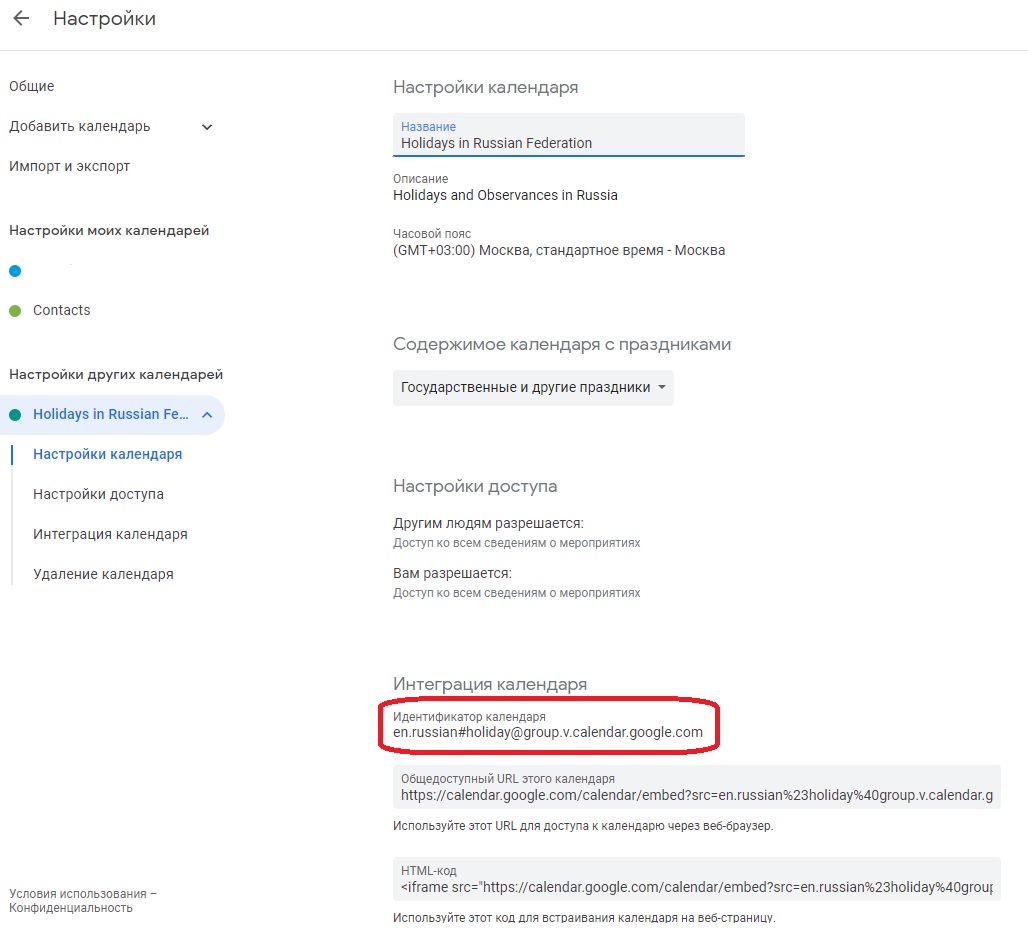 Настройки
Общие
Добавить календарь
Импорт и экспорт
Настройки моих календарей
Contacts
Настройки других календарей
Holidays in Russian Fe...
Настройки календаря
Настройки доступа
Интеграция календаря
Удаление календаря
Условия использования –
Конфиденциальность
Настройки календаря
Название
Holidays in Russian Federation
Описание
Holidays and Observances in Russia
Часовой пояс
(GMT+03:00) Москва, стандартное время - Москва
Содержимое календаря с праздниками
Государственные и другие праздники
Настройки доступа
Другим людям разрешается:
Доступ ко всем сведениям о мероприятиях
Вам разрешается:
Доступ ко всем сведениям о мероприятиях
Интеграция календаря
Идентификатор календаря
en.russian#holiday@group.v.calendar.google.com
Общедоступный URL этого календаря
https://calendar.google.com/calendar/embed?src=en.russian%23holiday%40group.v.calendar.g
Используйте этот URL для доступа к календарю через веб-браузер.
HTML-код
<iframe src="https://calendar.google.com/calendar/embed?src=en.russian%23holiday%40group
Используйте этот код для встраивания календаря на веб-страницу.